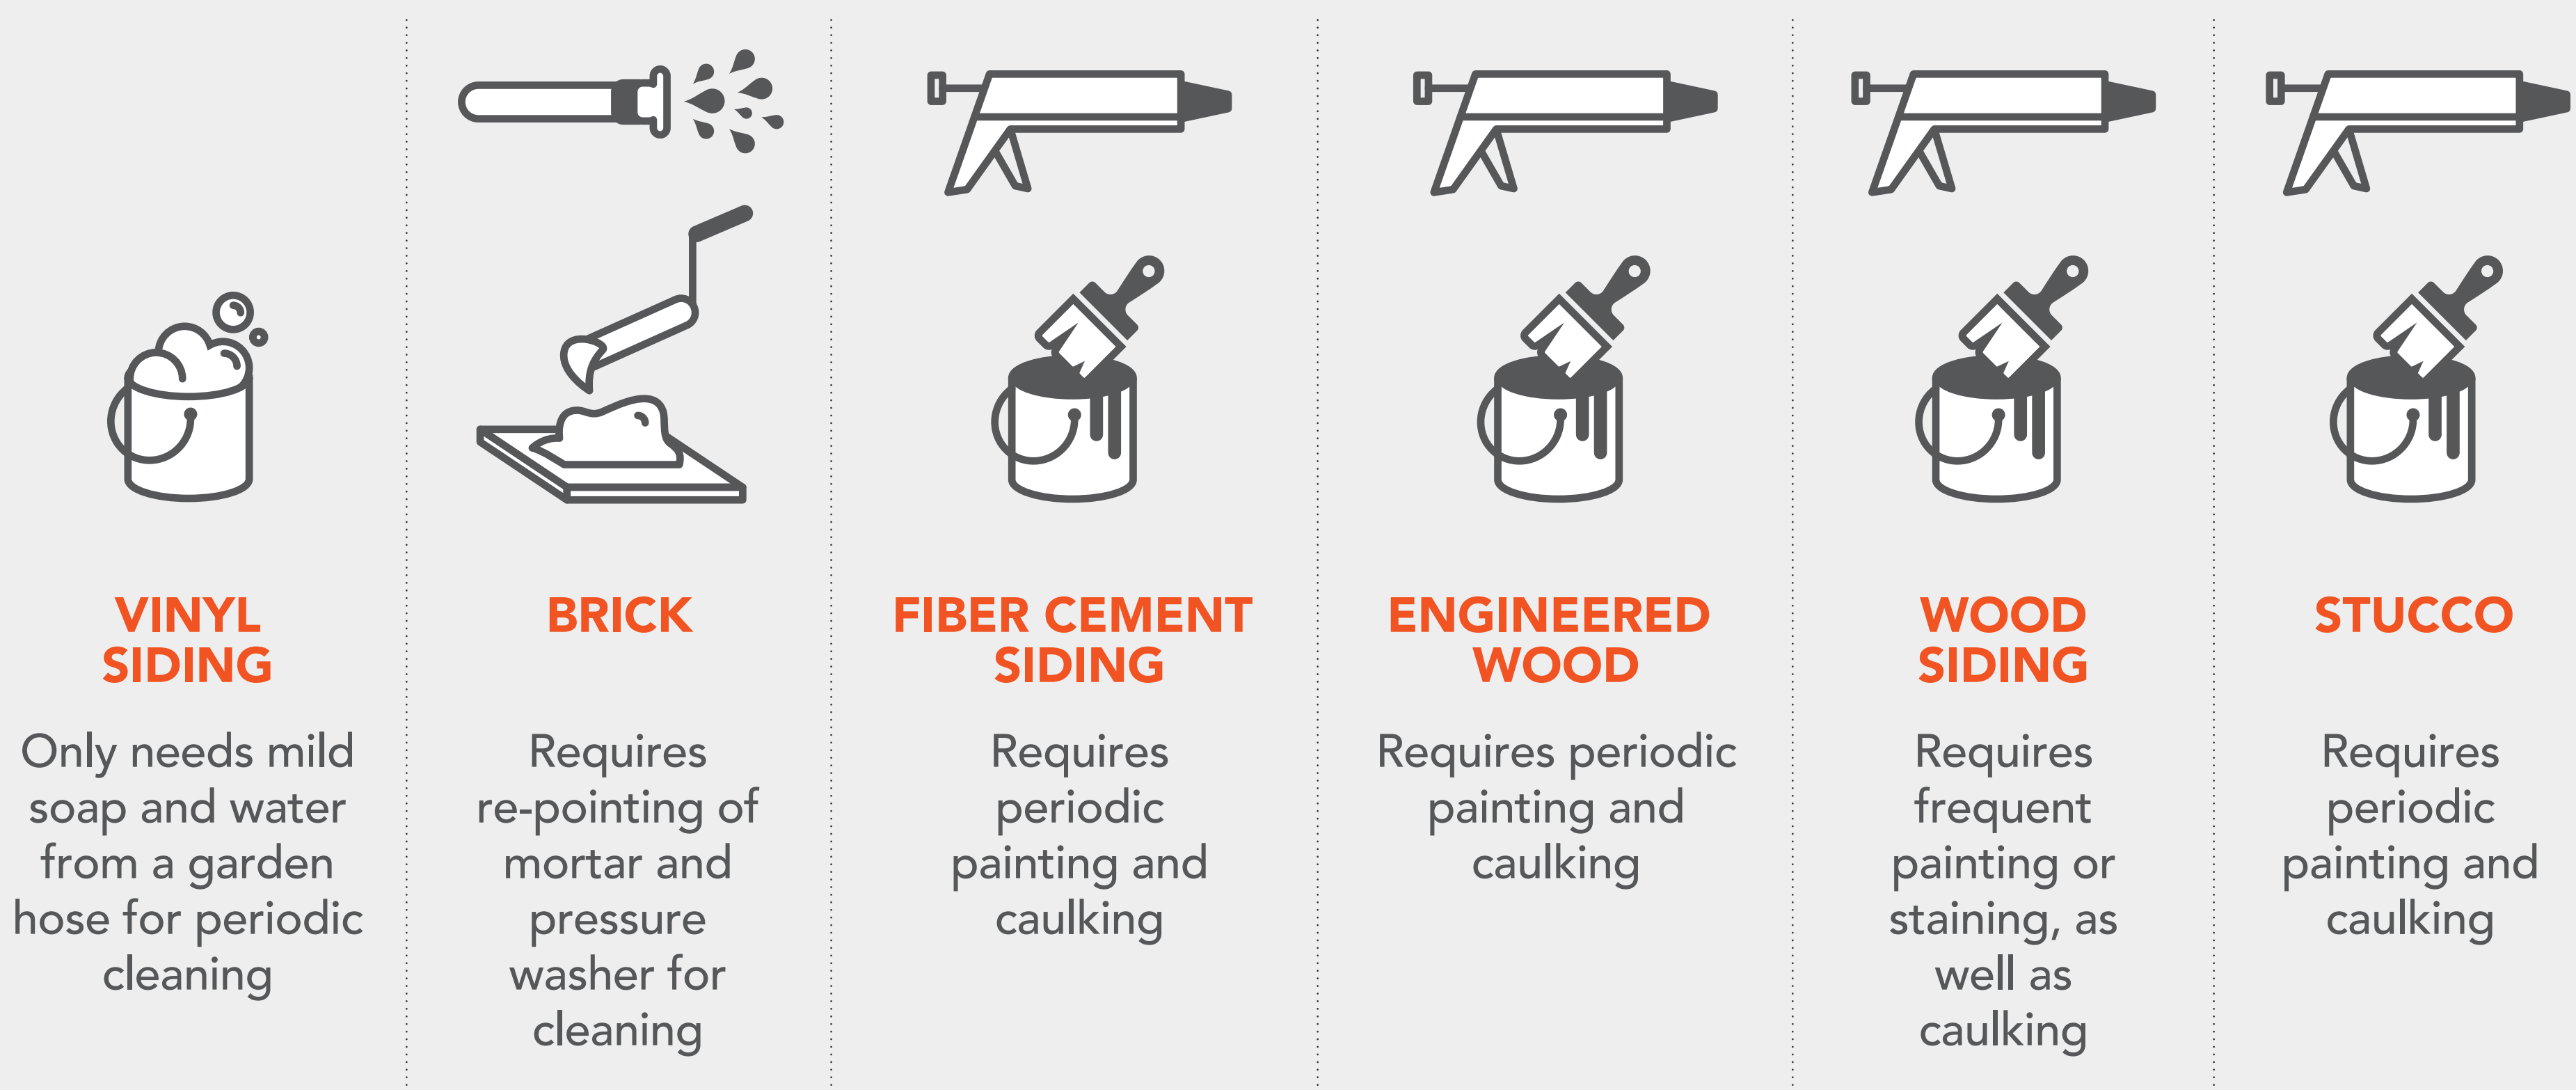 VINYL
SIDING
Only needs mild
soap and water
from a garden
hose for periodic
cleaning
BRICK
Requires
re-pointing of
mortar and
pressure
washer for
cleaning
FIBER CEMENT
SIDING
Requires
periodic
painting and
caulking
ENGINEERED
WOOD
Requires periodic
painting and
caulking
WOOD
SIDING
Requires
frequent
painting or
staining, as
well as
caulking
STUCCO
Requires
periodic
painting and
caulking